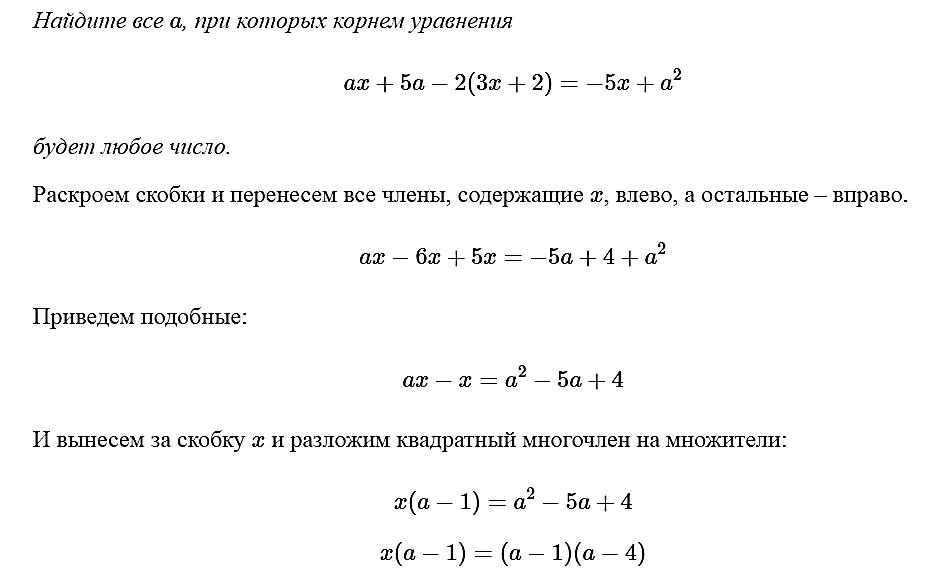 Найдите все a, при которых корнем уравнения
ax + 5a − 2(3x + 2) = −5x + a²
будет любое число.
Раскроем скобки и перенесем все члены, содержащие x, влево, а остальные – вправо.
ax − 6x + 5x = −5a + 4 + a²
Приведем подобные:
ax − x = a² − 5a + 4
И вынесем за скобку x и разложим квадратный многочлен на множители:
x(a − 1) = a² − 5a + 4
x(a − 1) = (a − 1)(a − 4)